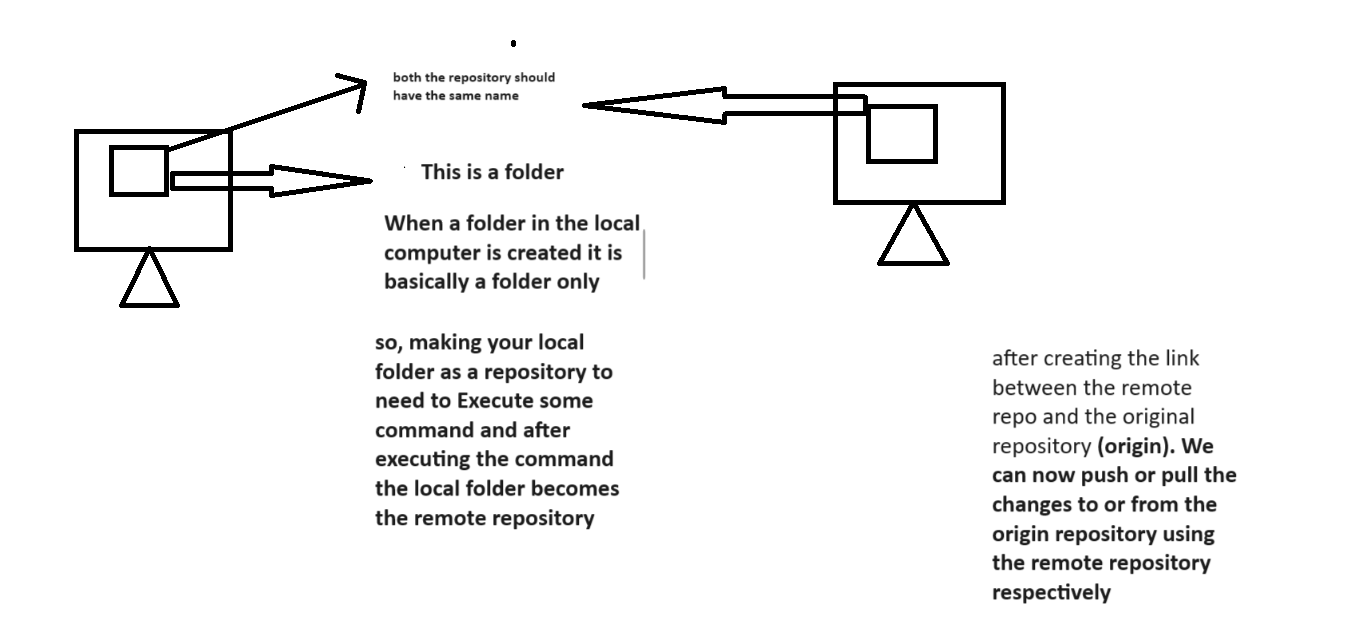 both the repository should
have the same name
This is a folder
When a folder in the local
computer is created it is
basically a folder only
so, making your local
folder as a repository to
need to Execute some
command and after
executing the command
the local folder becomes
the remote repository
after creating the link
between the remote
repo and the original
repository (origin). We
can now push or pull the
changes to or from the
origin repository using
the remote repository
respectively